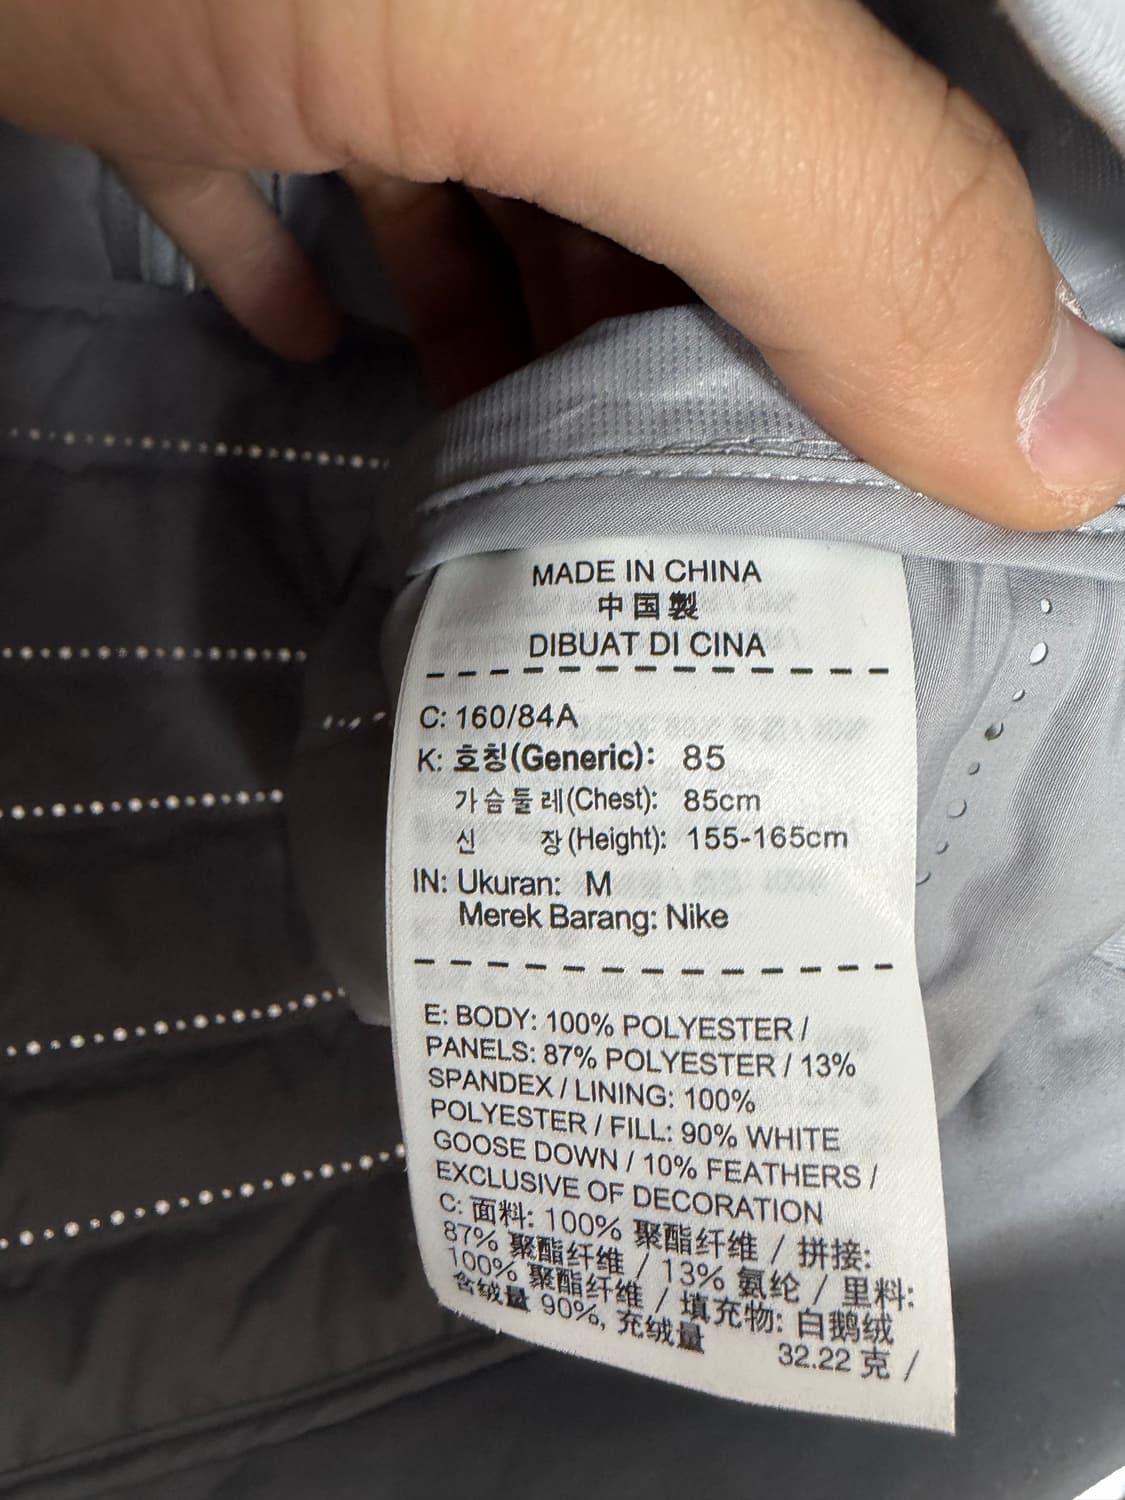 MADE IN CHINA
中国製
DIBUAT DI CINA
C: 160/84A
K: 호칭(Generic): 85
가슴둘레(Chest): 85cm
신 장(Height): 155-165cm
IN: Ukuran: M
Merek Barang: Nike
E: BODY: 100% POLYESTER /
PANELS: 87% POLYESTER / 13%
SPANDEX / LINING: 100%
POLYESTER / FILL: 90% WHITE
GOOSE DOWN / 10% FEATHERS /
EXCLUSIVE OF DECORATION
C: 面料: 100% 聚酯纤维 / 拼接:
87% 聚酯纤维 / 13% 氨纶 / 里料:
100% 聚酯纤维 / 填充物: 白鹅绒
含绒量 90%, 充绒量
32.22 克 /